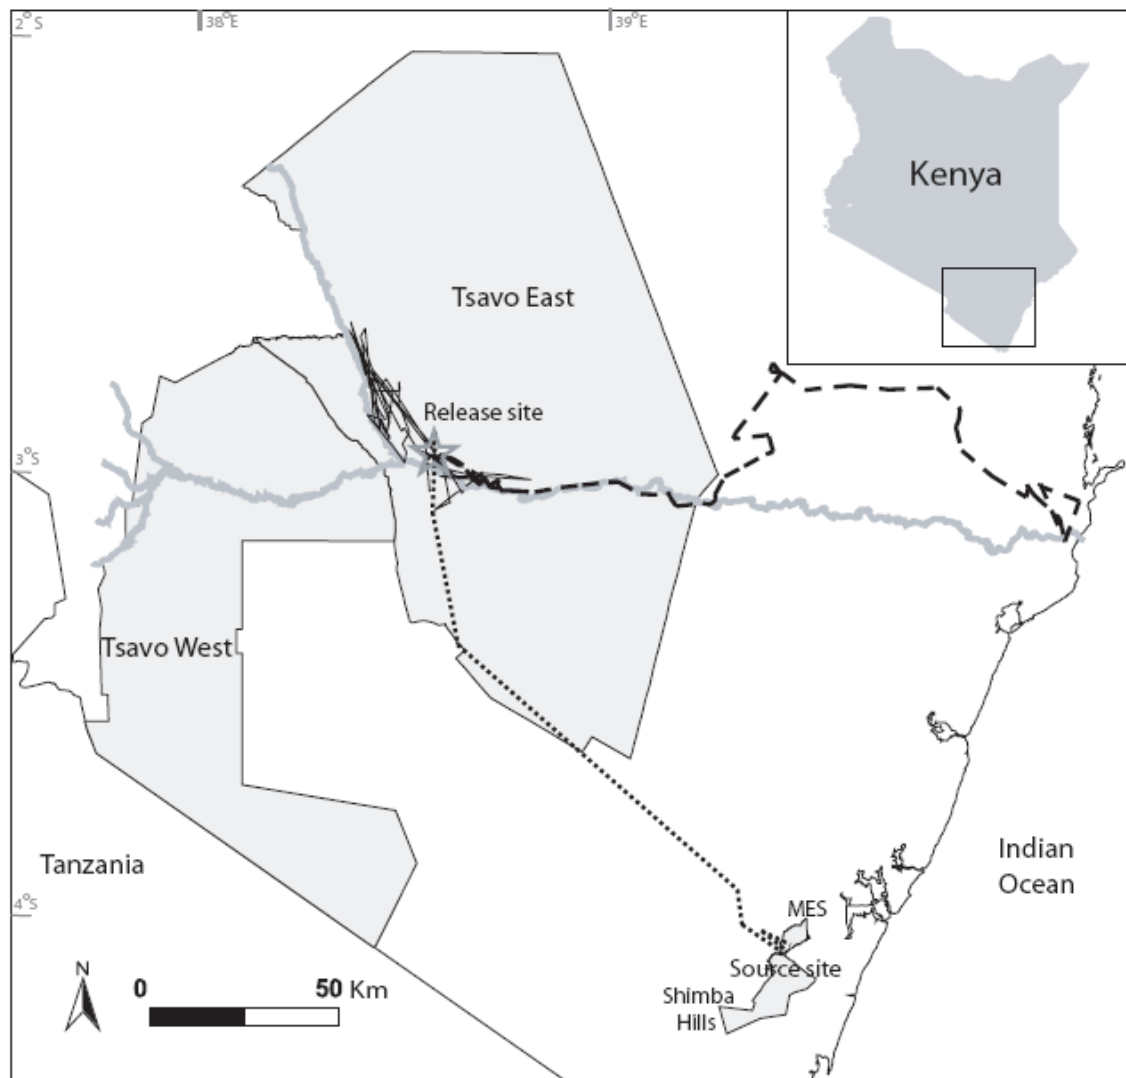 2°S
38°E
39°E
Kenya
Tsavo East
Release site
3°S
Tsavo West
Tanzania
Indian
Ocean
4°S
MES
Source site
Shimba
Hills
N
0
50 Km